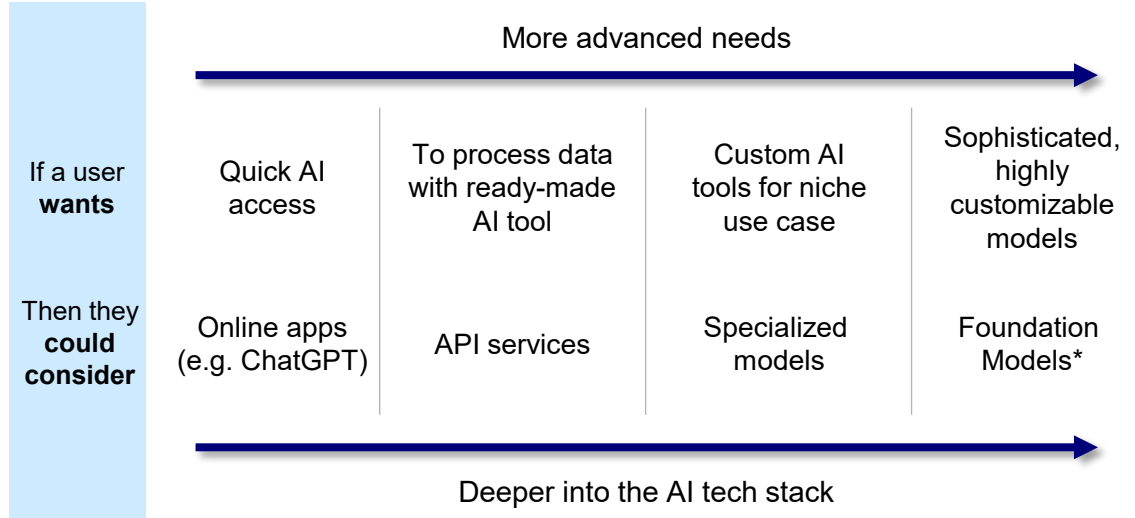 More advanced needs
If a user
wants
Quick AI
access
To process data
with ready-made
AI tool
Custom AI
tools for niche
use case
Sophisticated,
highly
customizable
models
Then they
could
consider
Online apps
(e.g. ChatGPT)
API services
Specialized
models
Foundation
Models*
Deeper into the AI tech stack